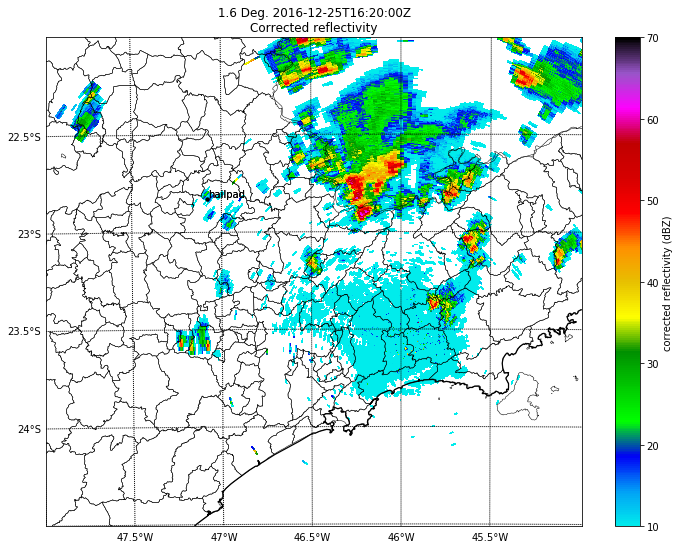 1.6 Deg. 2016-12-25T16:20:00Z
Corrected reflectivity
70
60
50
40
30
20
10
corrected reflectivity (dBZ)
22.5°S
23°S
23.5°S
24°S
hailpad
47.5°W
47°W
46.5°W
46°W
45.5°W